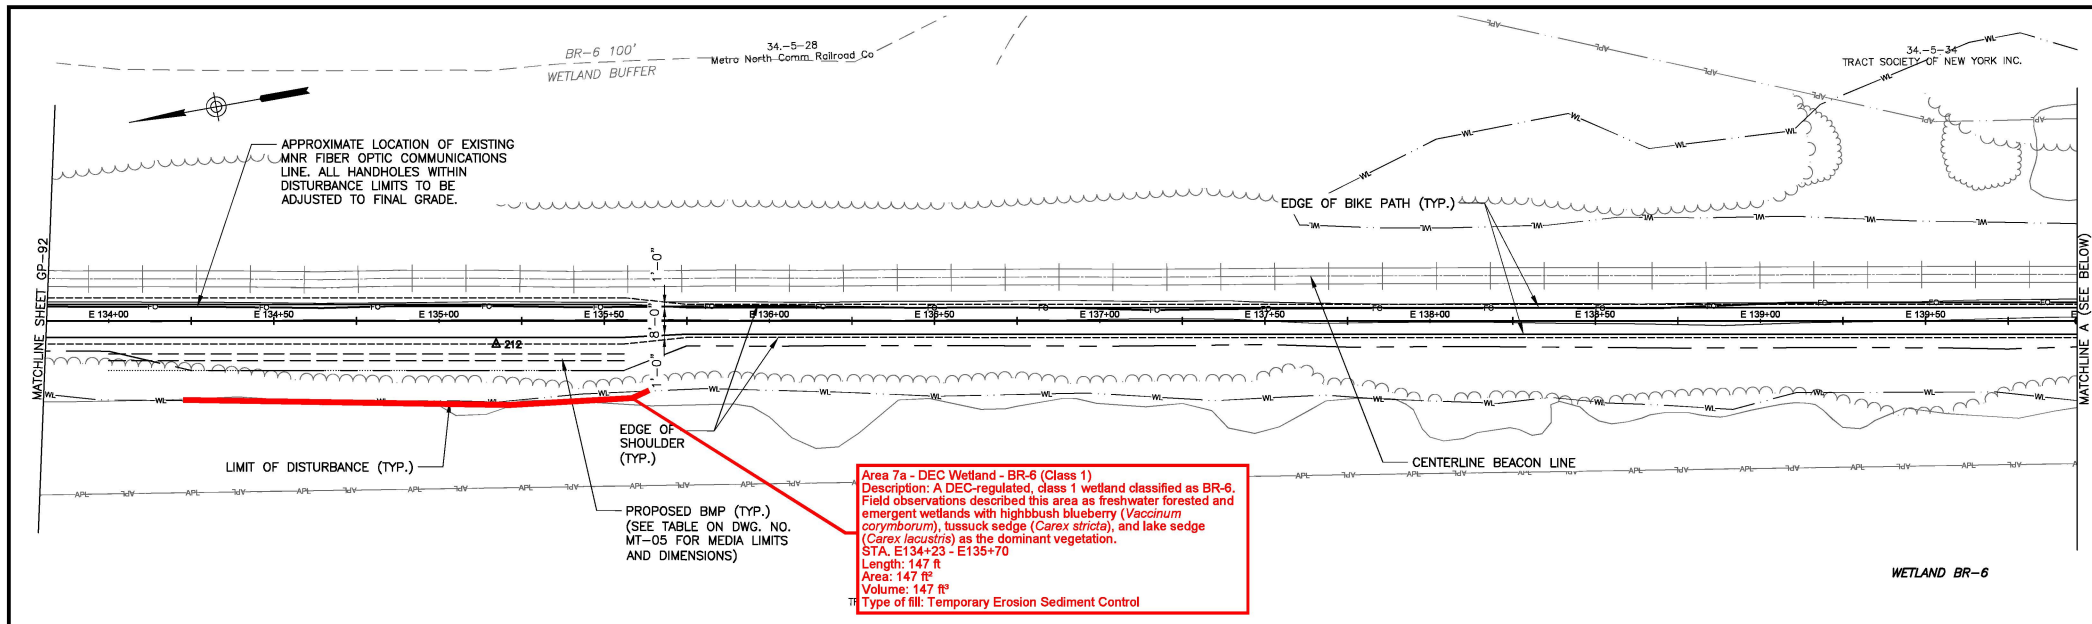 BR-6 100'
WETLAND BUFFER
34.-5-28
Metro North Comm Railroad Co
34.-5-34
TRACT SOCIETY OF NEW YORK INC.
APPROXIMATE LOCATION OF EXISTING
MNR FIBER OPTIC COMMUNICATIONS
LINE. ALL HANDHOLES WITHIN
DISTURBANCE LIMITS TO BE
ADJUSTED TO FINAL GRADE.
EDGE OF BIKE PATH (TYP.)
MATCHLINE SHEET GP-92
MATCHLINE A (SEE BELOW)
1'-0"
8'-0"
1'-0"
E 134+00
E 134+50
E 135+00
E 135+50
E 136+00
E 136+50
E 137+00
E 137+50
E 138+00
E 138+50
E 139+00
E 139+50
212
EDGE OF
SHOULDER
(TYP.)
LIMIT OF DISTURBANCE (TYP.)
CENTERLINE BEACON LINE
PROPOSED BMP (TYP.)
(SEE TABLE ON DWG. NO.
MT-05 FOR MEDIA LIMITS
AND DIMENSIONS)
Area 7a - DEC Wetland - BR-6 (Class 1)
Description: A DEC-regulated, class 1 wetland classified as BR-6.
Field observations described this area as freshwater forested and
emergent wetlands with highbbush blueberry (Vaccinum
corymborum), tussuck sedge (Carex stricta), and lake sedge
(Carex lacustris) as the dominant vegetation.
STA. E134+23 - E135+70
Length: 147 ft
Area: 147 ft²
Volume: 147 ft³
Type of fill: Temporary Erosion Sediment Control
WETLAND BR-6